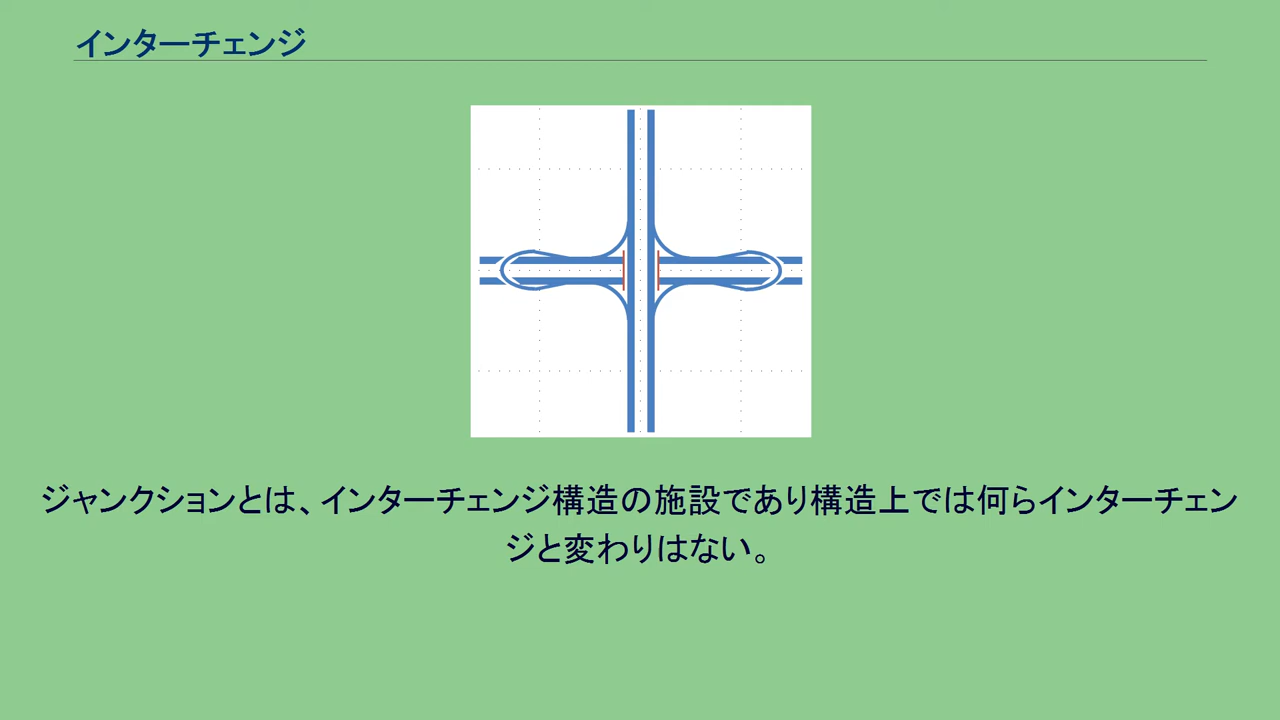 インターチェンジ
ジャンクションとは、インターチェンジ構造の施設であり構造上では何らインターチェン
ジと変わりはない。